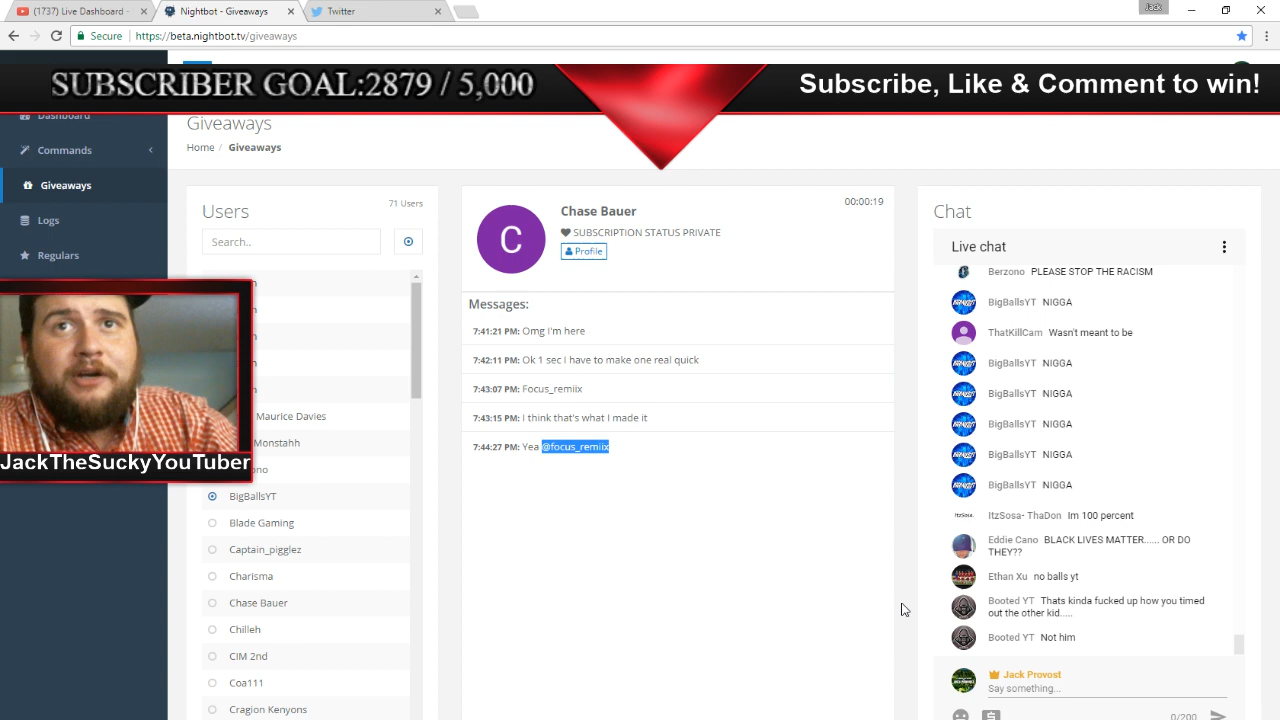 (1737) Live Dashboard -
Nightbot - Giveaways
Twitter
Jack
Secure
https://beta.nightbot.tv/giveaways
SUBSCRIBER GOAL:2879 / 5,000
Subscribe, Like & Comment to win!
Dashboard
Commands
Giveaways
Logs
Regulars
JackTheSuckyYouTuber
Giveaways
Home / Giveaways
Users
71 Users
Search..
Maurice Davies
Monstahh
BigBallsYT
Blade Gaming
Captain_pigglez
Charisma
Chase Bauer
Chilleh
CIM 2nd
Coa111
Cragion Kenyons
C
Chase Bauer
00:00:19
SUBSCRIPTION STATUS PRIVATE
Profile
Messages:
7:41:21 PM: Omg I'm here
7:42:11 PM: Ok 1 sec I have to make one real quick
7:43:07 PM: Focus_remiix
7:43:15 PM: I think that's what I made it
7:44:27 PM: Yea @focus_remiix
Chat
Live chat
Berzono PLEASE STOP THE RACISM
BigBallsYT NIGGA
ThatKillCam Wasn't meant to be
BigBallsYT NIGGA
BigBallsYT NIGGA
BigBallsYT NIGGA
BigBallsYT NIGGA
BigBallsYT NIGGA
ItzSosa- ThaDon Im 100 percent
Eddie Cano BLACK LIVES MATTER...... OR DO
THEY??
Ethan Xu no balls yt
Booted YT Thats kinda fucked up how you timed
out the other kid.....
Booted YT Not him
Jack Provost
Say something...
0/200